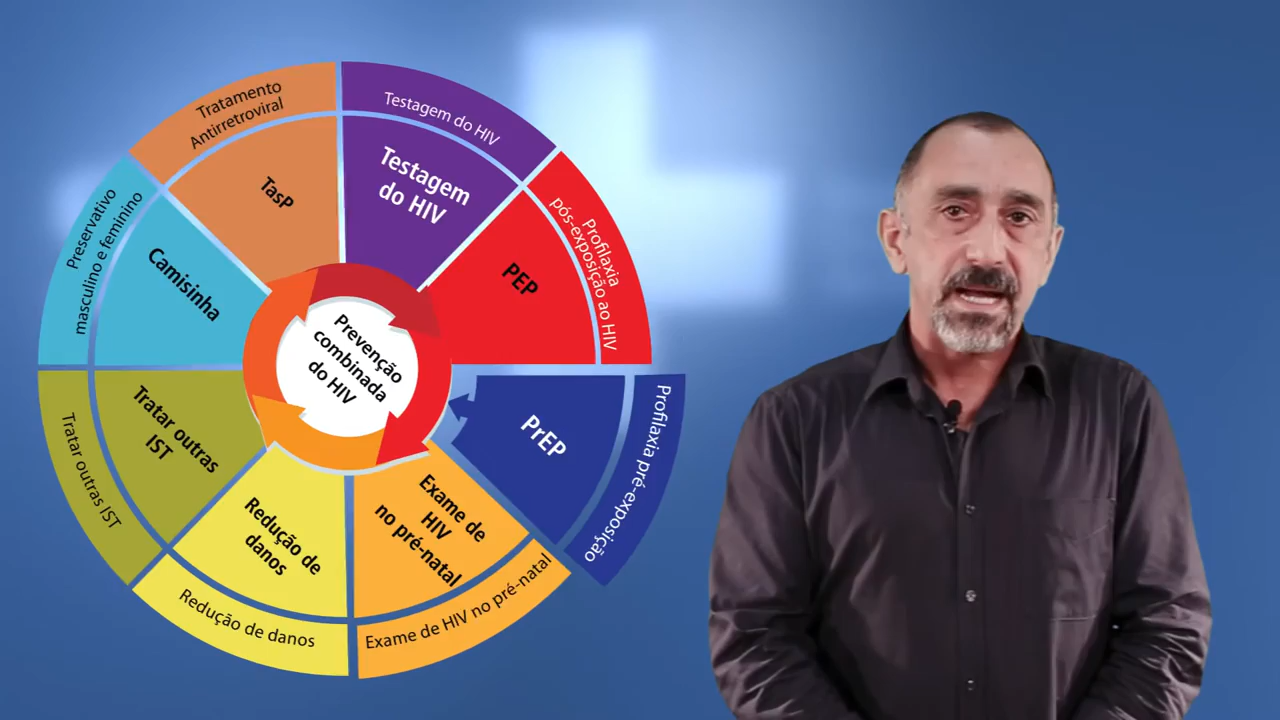 Tratamento
Antirretroviral
TasP
Testagem do HIV
Testagem
do HIV
Profilaxia
pós-exposição ao HIV
PEP
Profilaxia pré-exposição
PrEP
Exame de
HIV
no pré-natal
Exame de HIV no pré-natal
Redução de
danos
Redução de danos
Tratar outras
IST
Tratar outras IST
Camisinha
Preservativo
masculino e feminino
Prevenção
combinada
do HIV